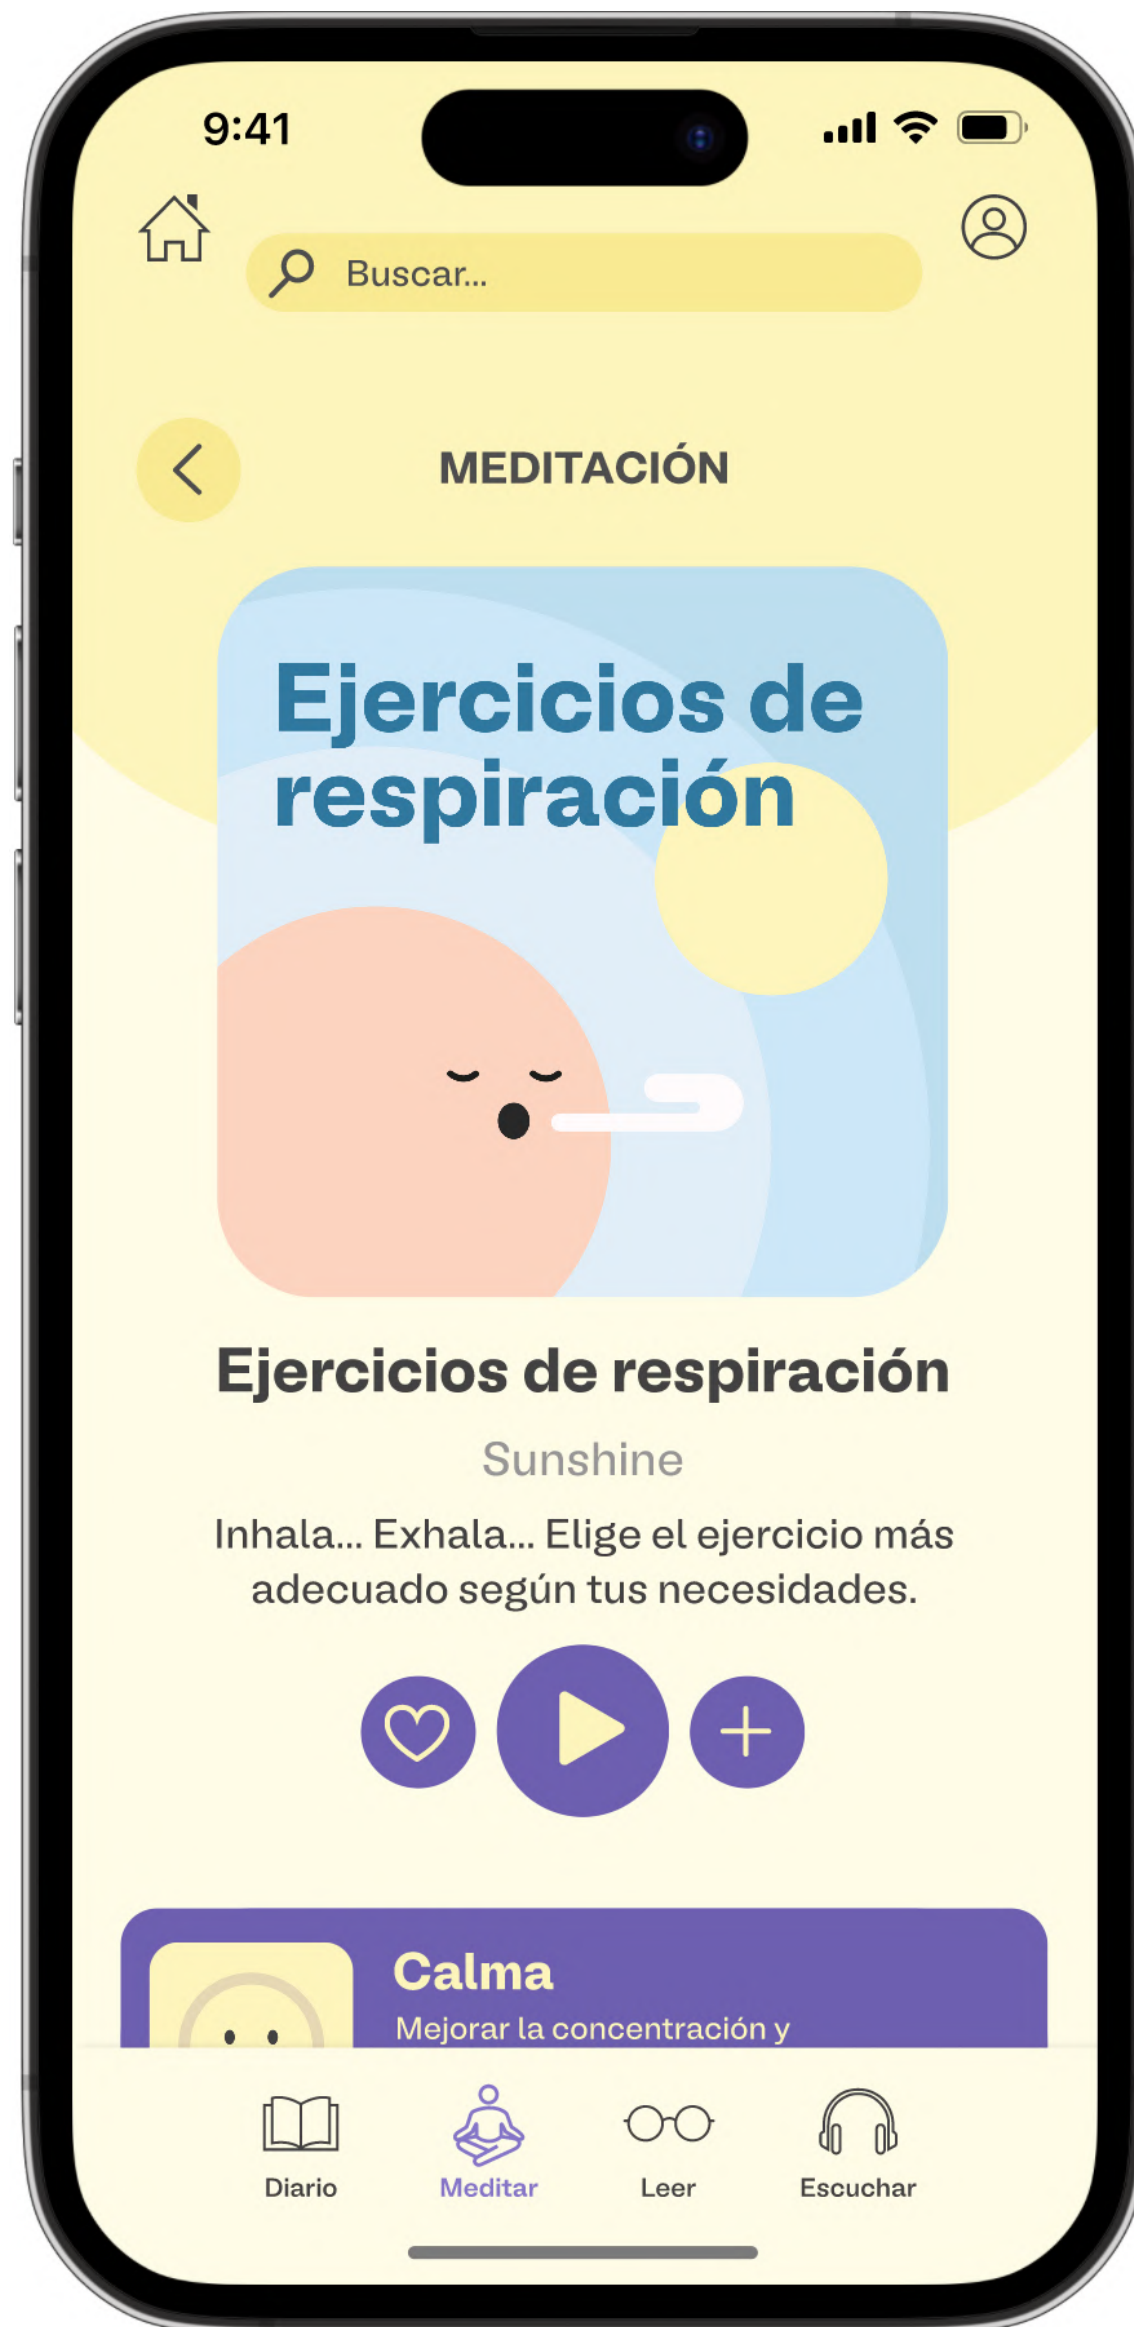 9:41
Buscar...
MEDITACIÓN
Ejercicios de
respiración
Ejercicios de respiración
Sunshine
Inhala... Exhala... Elige el ejercicio más
adecuado según tus necesidades.
Calma
Mejorar la concentración y
Diario
Meditar
Leer
Escuchar